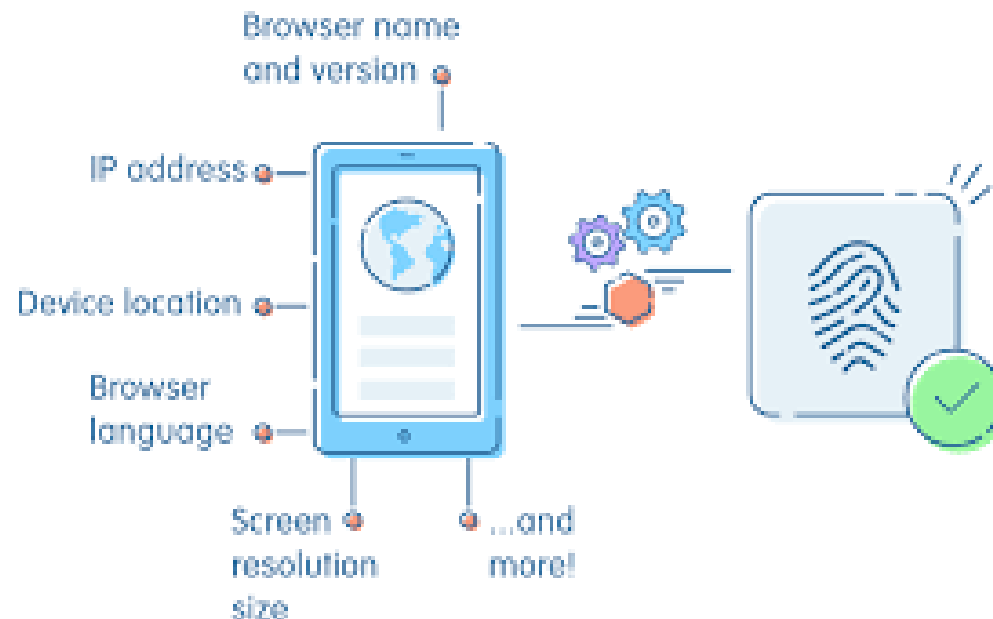 Browser name
and version
IP address
Device location
Browser
language
Screen
resolution
size
...and
more!